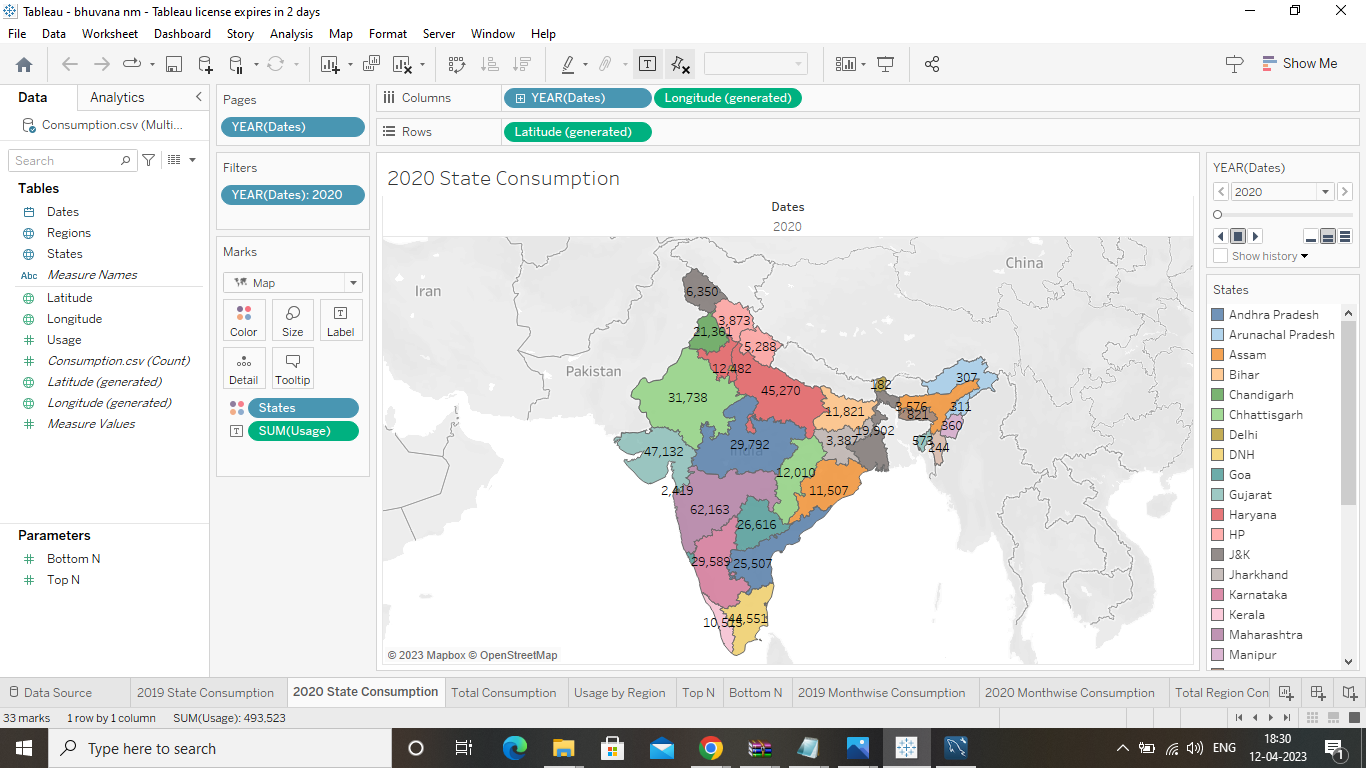 Tableau - bhuvana nm - Tableau license expires in 2 days
File Data Worksheet Dashboard Story Analysis Map Format Server Window Help
Show Me
Data Analytics
Consumption.csv (Multi...
Search
Tables
Dates
Regions
States
Abc Measure Names
Latitude
Longitude
Usage
Consumption.csv (Count)
Latitude (generated)
Longitude (generated)
Measure Values
Parameters
Bottom N
Top N
Pages
YEAR(Dates)
Filters
YEAR(Dates): 2020
Marks
Map
Color Size Label
Detail Tooltip
States
SUM(Usage)
Columns YEAR(Dates) Longitude (generated)
Rows Latitude (generated)
2020 State Consumption
Dates
2020
China
Iran
Pakistan
India
6,350
3,873
21,361
5,288
12,482
45,270
31,738
182
307
3,576
311
821
11,821
360
19,902
573
3,387
244
29,792
47,132
12,010
2,419
11,507
62,163
26,616
29,589
25,507
44,551
© 2023 Mapbox © OpenStreetMap
YEAR(Dates)
2020
Show history
States
Andhra Pradesh
Arunachal Pradesh
Assam
Bihar
Chandigarh
Chhattisgarh
Delhi
DNH
Goa
Gujarat
Haryana
HP
J&K
Jharkhand
Karnataka
Kerala
Maharashtra
Manipur
Data Source 2019 State Consumption 2020 State Consumption Total Consumption Usage by Region Top N Bottom N 2019 Monthwise Consumption 2020 Monthwise Consumption Total Region Con
33 marks 1 row by 1 column SUM(Usage): 493,523
Type here to search
ENG
18:30
12-04-2023
1